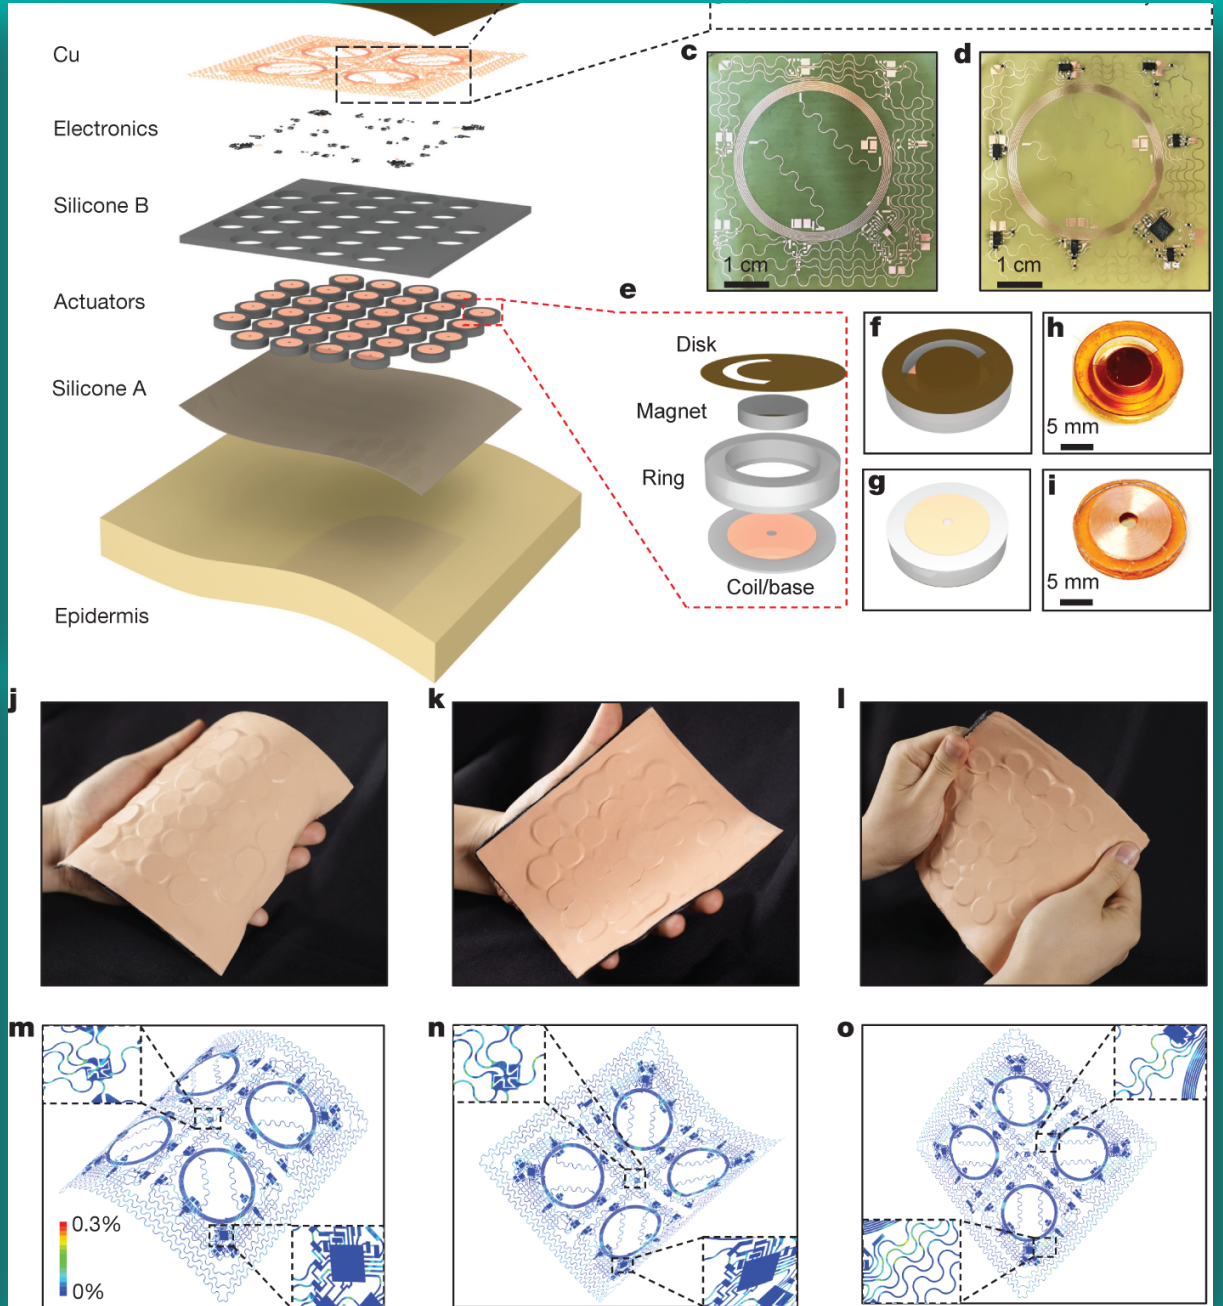 Cu
Electronics
Silicone B
Actuators
Silicone A
Epidermis
c
1 cm
d
1 cm
e
Disk
Magnet
Ring
Coil/base
f
g
h
5 mm
i
5 mm
j
k
l
m
0.3%
0%
n
o